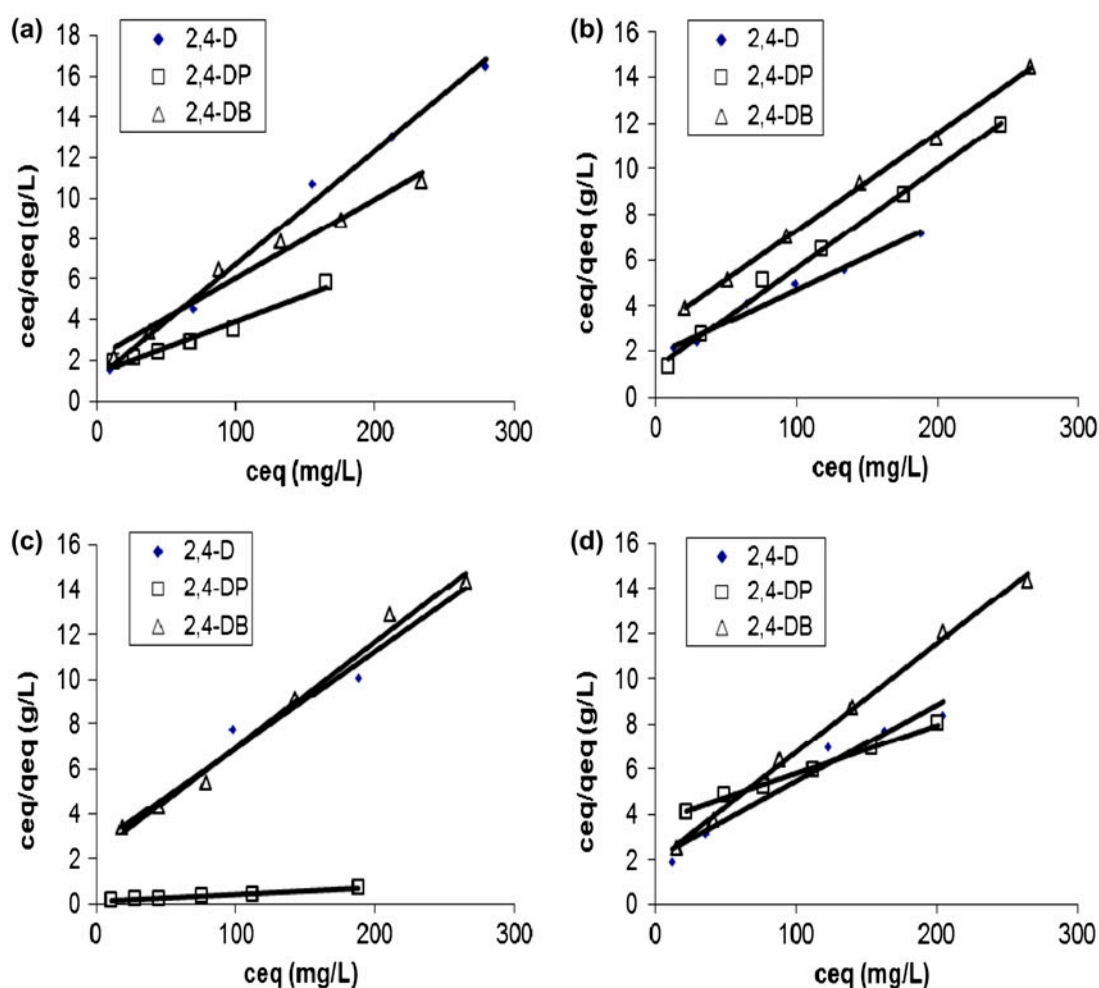 (a)
2,4-D
2,4-DP
2,4-DB
18
16
14
12
10
8
6
4
2
0
ceq/qeq (g/L)
0 100 200 300
ceq (mg/L)
(b)
2,4-D
2,4-DP
2,4-DB
16
14
12
10
8
6
4
2
0
ceq/qeq (g/L)
0 100 200 300
ceq (mg/L)
(c)
2,4-D
2,4-DP
2,4-DB
16
14
12
10
8
6
4
2
0
ceq/qeq (g/L)
0 100 200 300
ceq (mg/L)
(d)
2,4-D
2,4-DP
2,4-DB
16
14
12
10
8
6
4
2
0
ceq/qeq (g/L)
0 100 200 300
ceq (mg/L)